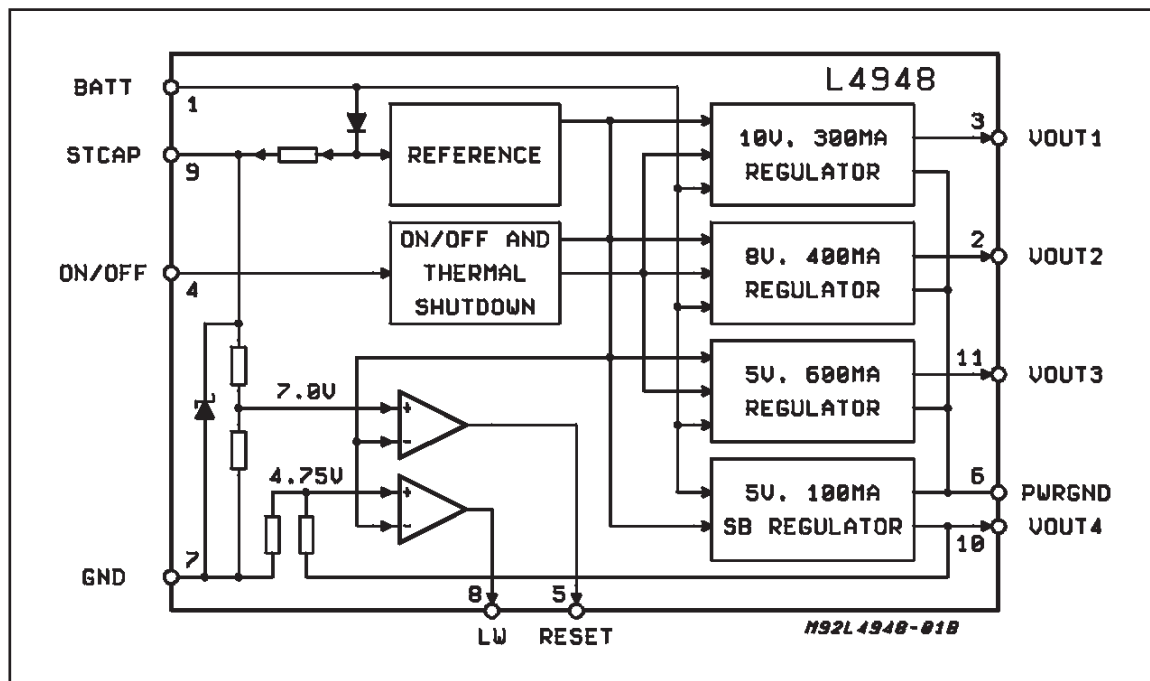 L4948
BATT
1
STCAP
9
ON/OFF
4
GND
7
REFERENCE
ON/OFF AND
THERMAL
SHUTDOWN
10V, 300MA
REGULATOR
3
VOUT1
8V, 400MA
REGULATOR
2
VOUT2
5V, 600MA
REGULATOR
11
VOUT3
5V, 100MA
SB REGULATOR
6
PWRGND
10
VOUT4
7.0V
+
-
4.75V
+
-
8
5
LW
RESET
M92L4948-01B